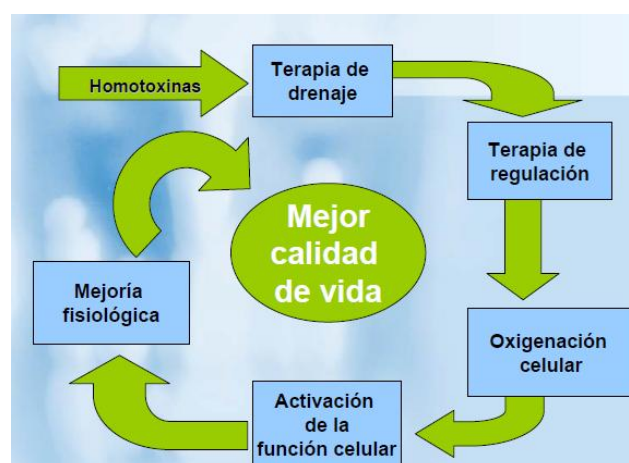 Homotoxinas
Terapia de
drenaje
Terapia de
regulación
Mejor
calidad
de vida
Mejoría
fisiológica
Oxigenación
celular
Activación
de la
función celular